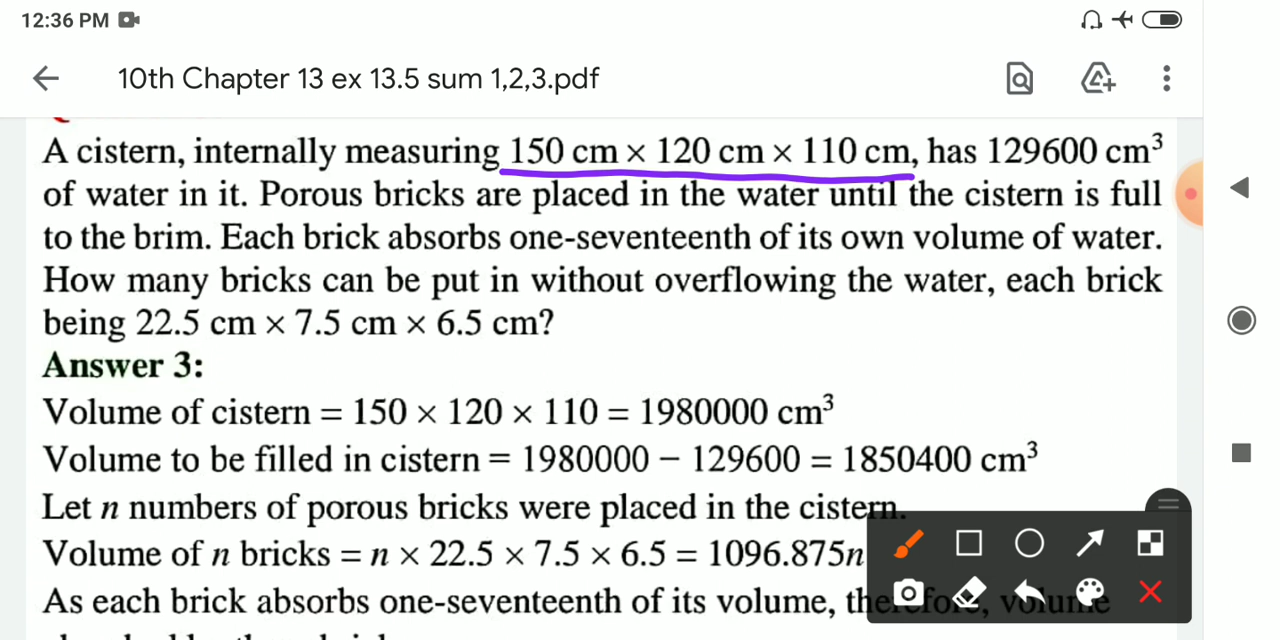 12:36 PM
10th Chapter 13 ex 13.5 sum 1,2,3.pdf
A cistern, internally measuring 150 cm × 120 cm × 110 cm, has 129600 cm³
of water in it. Porous bricks are placed in the water until the cistern is full
to the brim. Each brick absorbs one-seventeenth of its own volume of water.
How many bricks can be put in without overflowing the water, each brick
being 22.5 cm × 7.5 cm × 6.5 cm?
Answer 3:
Volume of cistern = 150 × 120 × 110 = 1980000 cm³
Volume to be filled in cistern = 1980000 − 129600 = 1850400 cm³
Let n numbers of porous bricks were placed in the cistern.
Volume of n bricks = n × 22.5 × 7.5 × 6.5 = 1096.875n
As each brick absorbs one-seventeenth of its volume, therefore, volume